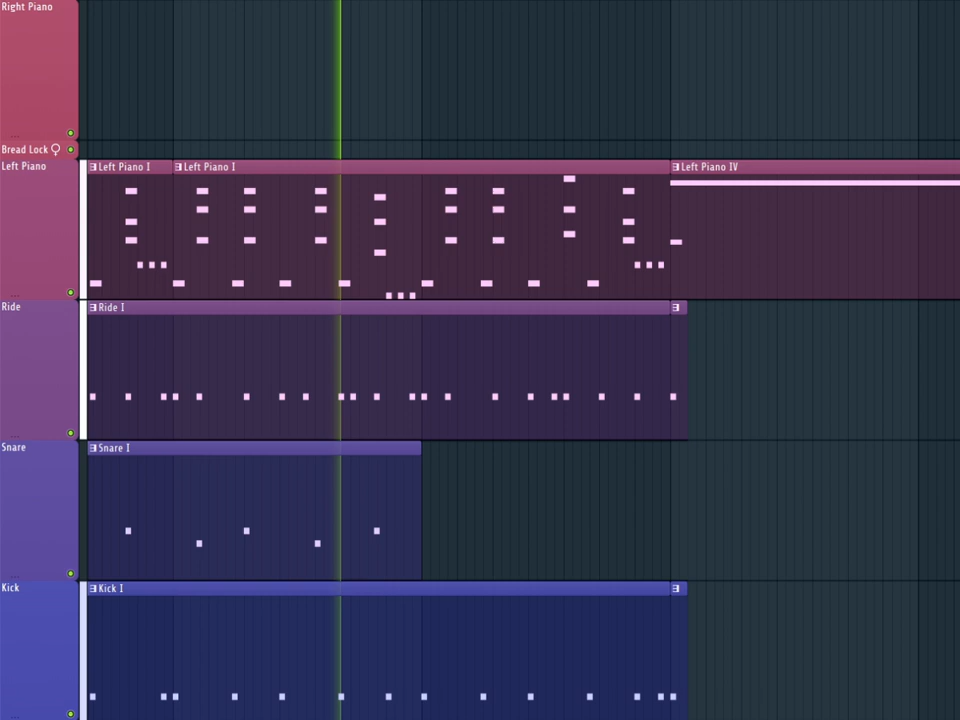 Right Piano
...
Bread Lock
Left Piano
Left Piano I
Left Piano I
Left Piano IV
...
Ride
Ride I
...
Snare
Snare I
...
Kick
Kick I
...